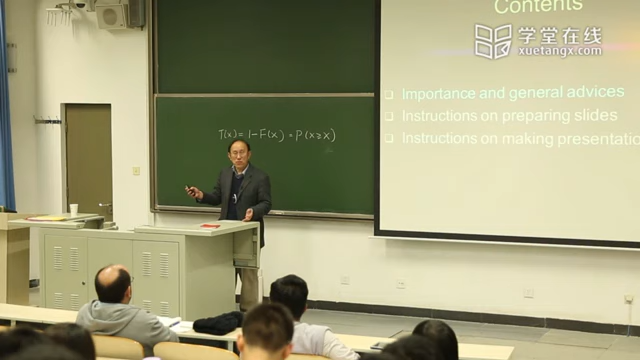 Contents
学堂在线
xuetangx.com
Importance and general advices
Instructions on preparing slides
Instructions on making presentatio
T(x) = 1-F(x) = P(X≥x)